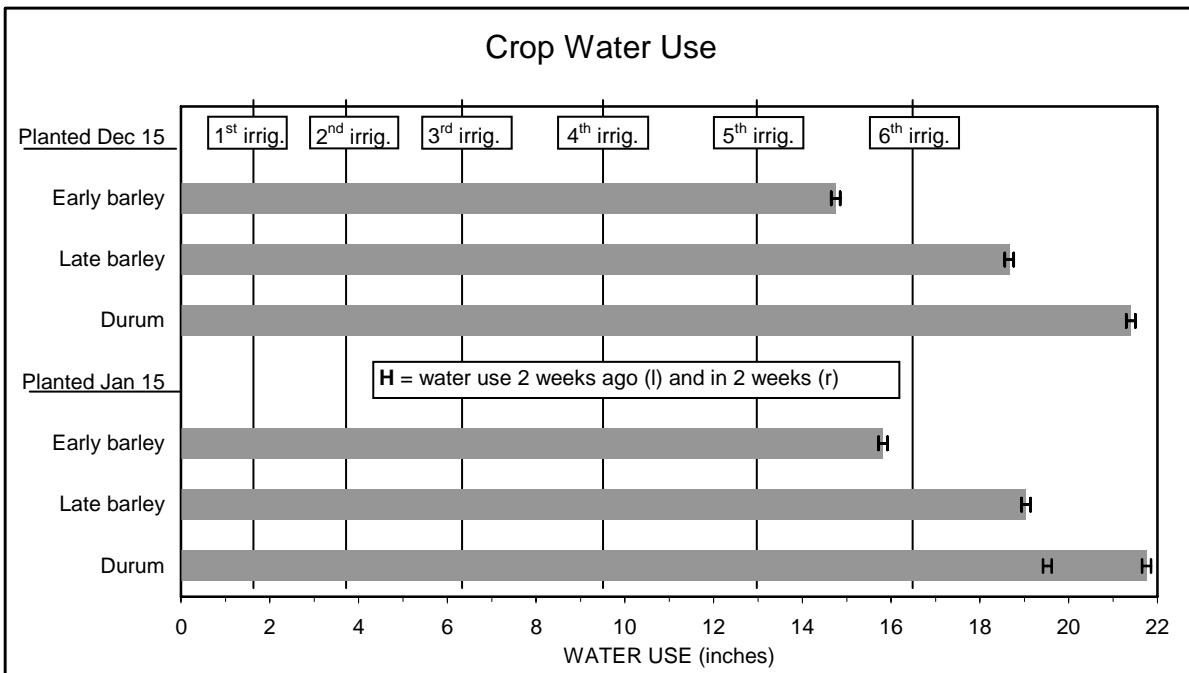 Crop Water Use
Planted Dec 15
1st irrig. 2nd irrig. 3rd irrig. 4th irrig. 5th irrig. 6th irrig.
Early barley
Late barley
Durum
Planted Jan 15
H = water use 2 weeks ago (l) and in 2 weeks (r)
Early barley
Late barley
Durum
0 2 4 6 8 10 12 14 16 18 20 22
WATER USE (inches)